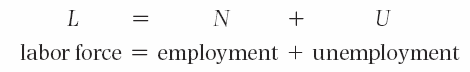 L = N + U
labor force = employment + unemployment